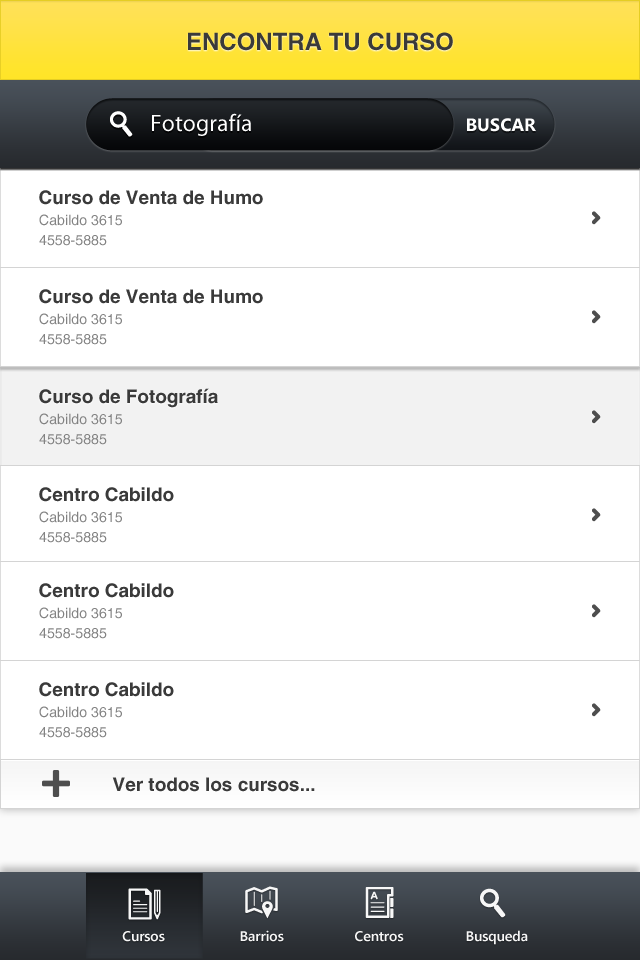 ENCONTRA TU CURSO
Fotografía
BUSCAR
Curso de Venta de Humo
Cabildo 3615
4558-5885
Curso de Venta de Humo
Cabildo 3615
4558-5885
Curso de Fotografía
Cabildo 3615
4558-5885
Centro Cabildo
Cabildo 3615
4558-5885
Centro Cabildo
Cabildo 3615
4558-5885
Centro Cabildo
Cabildo 3615
4558-5885
Ver todos los cursos...
Cursos
Barrios
Centros
Busqueda